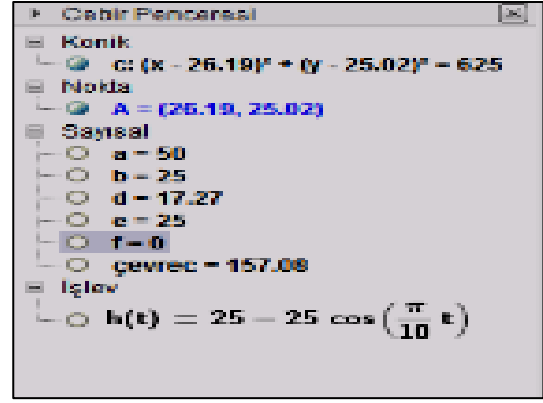 Cebir Penceresi
Konik
c: (x - 26.19)² + (y - 25.02)² = 625
Nokta
A = (26.19, 25.02)
Sayısal
a = 50
b = 25
d = 17.27
e = 25
f = 0
çevrec = 157.08
İşlev
h(t) = 25 − 25 cos(π/10 t)